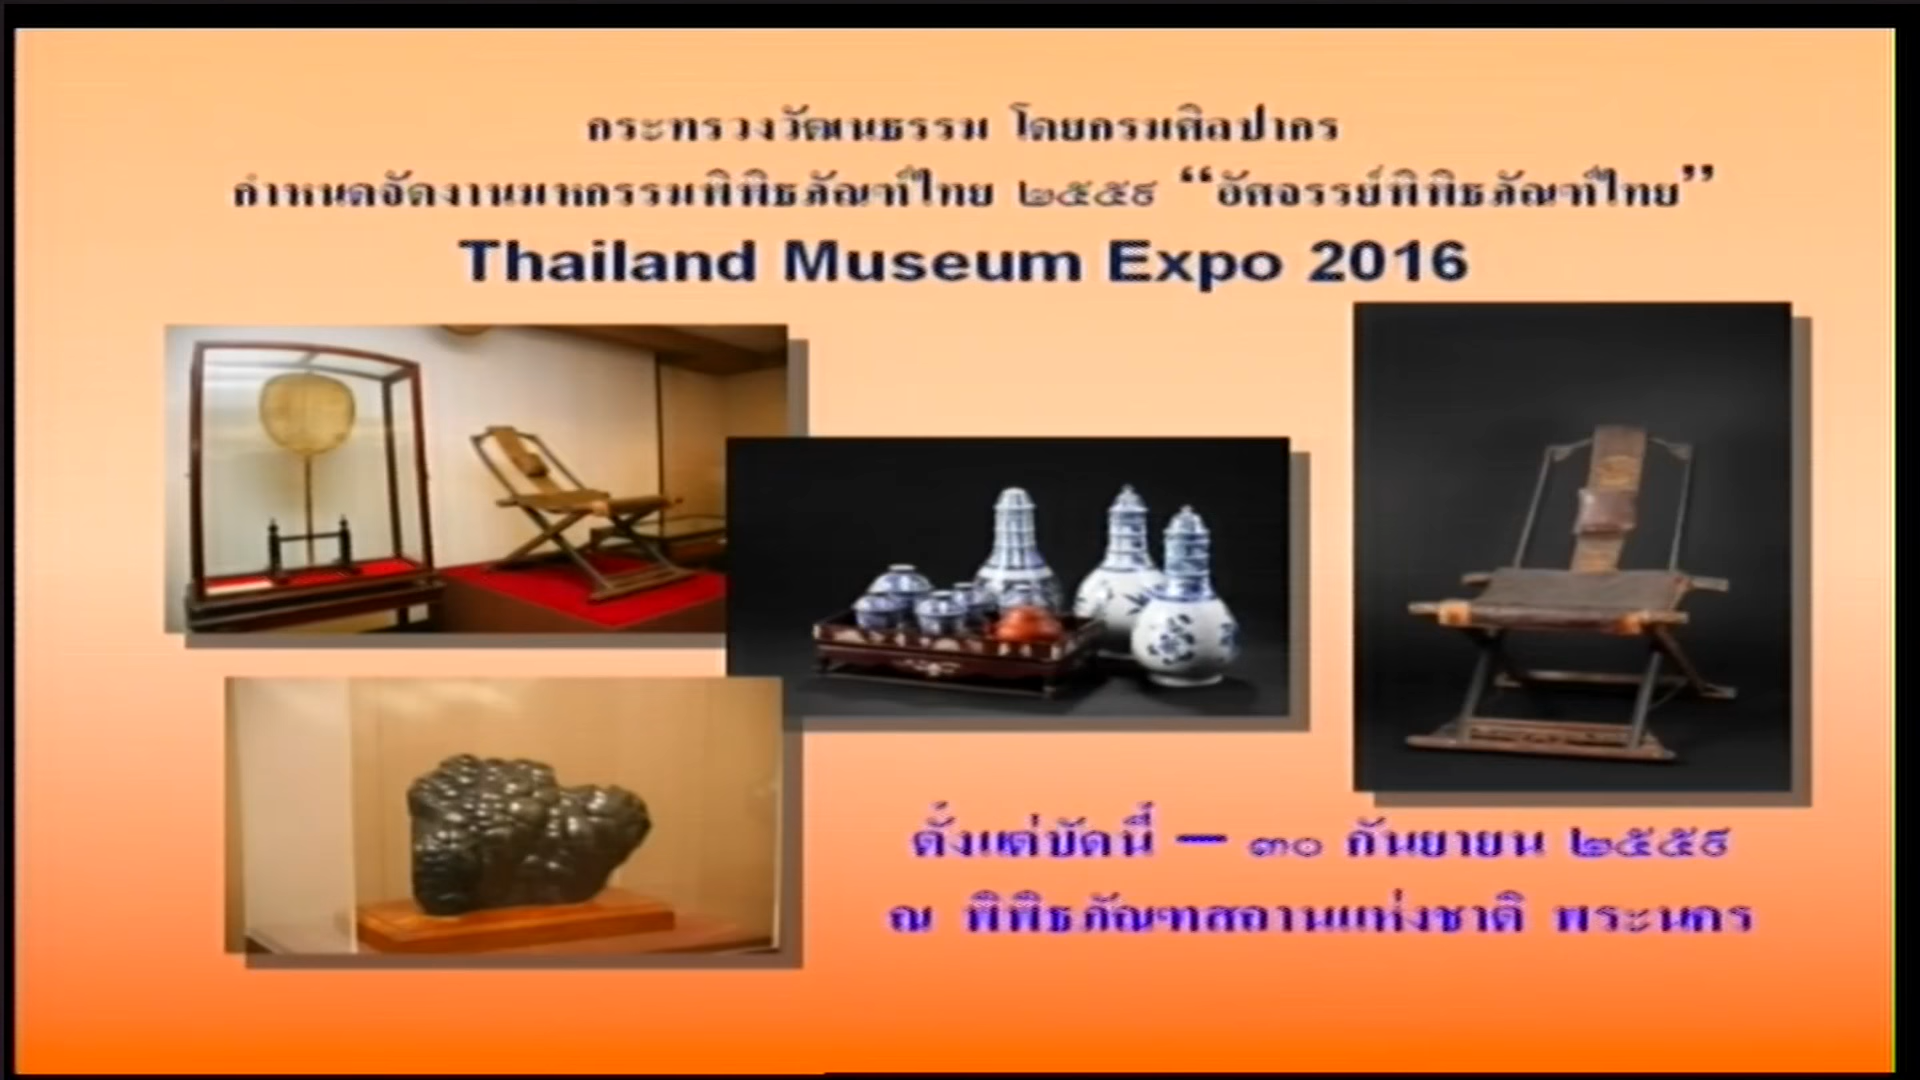 กระทรวงวัฒนธรรม โดยกรมศิลปากร
กำหนดจัดงานมหกรรมพิพิธภัณฑ์ไทย ๒๕๕๙ “อัศจรรย์พิพิธภัณฑ์ไทย”
Thailand Museum Expo 2016
ตั้งแต่บัดนี้ – ๓๐ กันยายน ๒๕๕๙
ณ พิพิธภัณฑสถานแห่งชาติ พระนคร